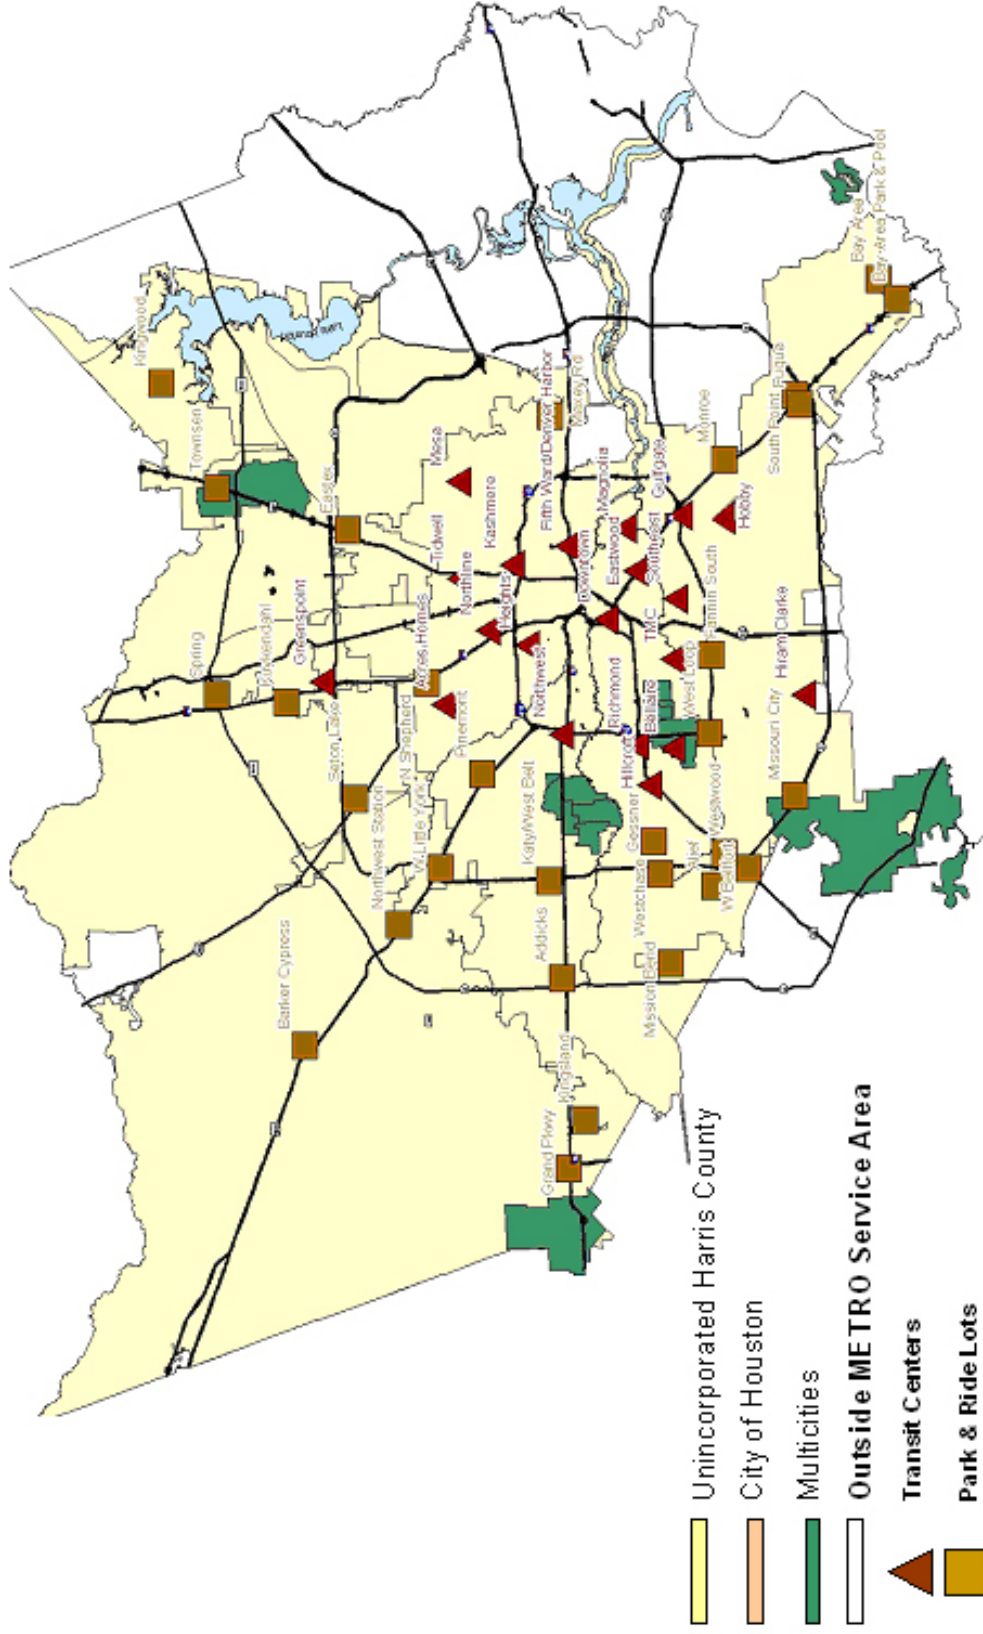 Kingwood
Townsen
Eastex
Spring
Kuykendahl
Greenspoint
Seton Lake
Northwest Station
Barker Cypress
Acres Homes
N Shepherd
W Little York
Pinemont
Mesa
Tidwell
Kashmere
Northline
Heights
Northwest
Katy/West Belt
Addicks
Grand Pkwy
Kingsland
Fifth Ward/Denver Harbor
Maxey Rd
Magnolia
Downtown
Eastwood
Gulfgate
Southeast
TMC
Richmond
Bellaire
Hillcroft
Gessner
Westchase
Mission Bend
Alief
Westwood
W Bellfort
West Loop
Fannin South
Monroe
Hobby
Hiram Clarke
Missouri City
South Point
Fuqua
Bay Area
Bay Area Park & Pool
Lake Houston
Unincorporated Harris County
City of Houston
Multicities
Outside METRO Service Area
Transit Centers
Park & Ride Lots